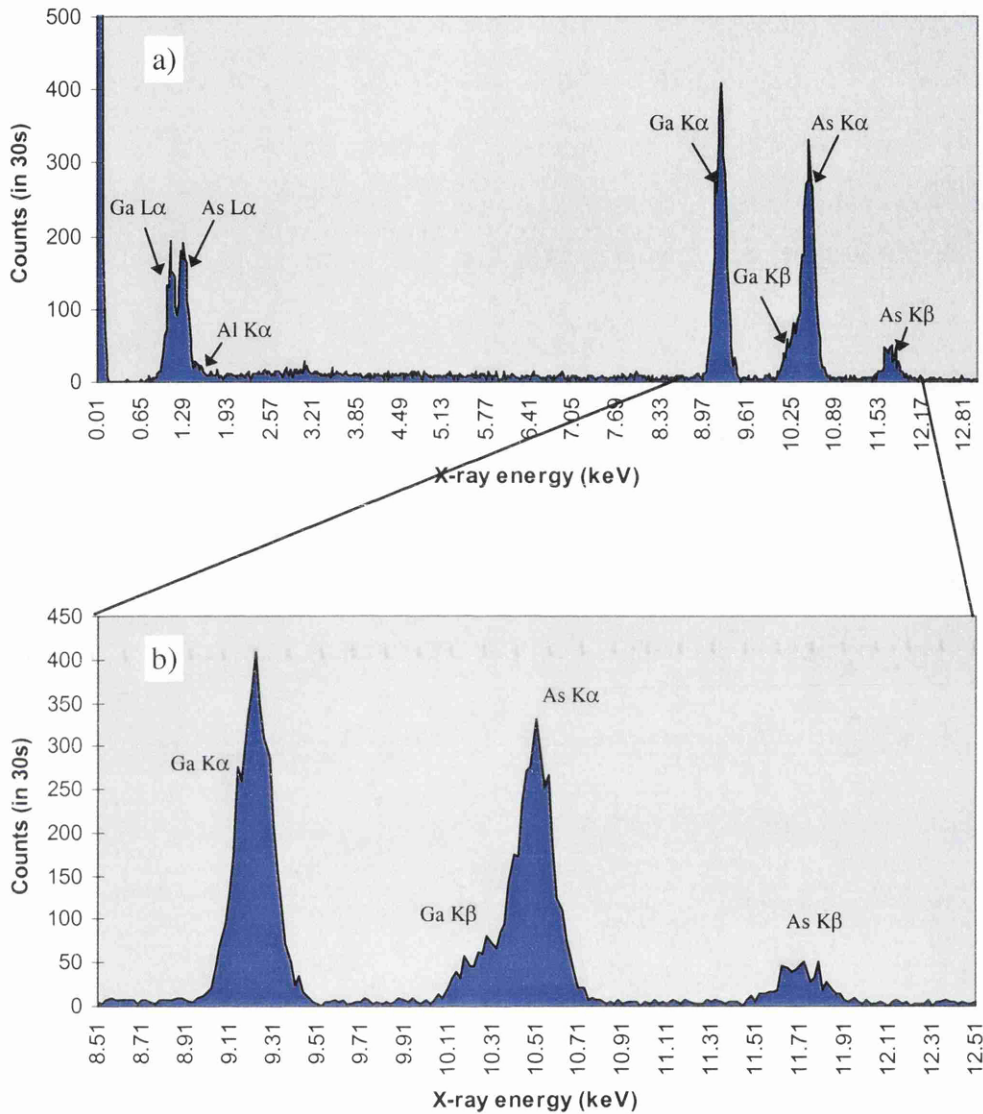 500
400
300
200
100
0
Counts (in 30s)
a)
Ga Lα
As Lα
Al Kα
Ga Kα
As Kα
Ga Kβ
As Kβ
0.01 0.65 1.29 1.93 2.57 3.21 3.85 4.49 5.13 5.77 6.41 7.05 7.69 8.33 8.97 9.61 10.25 10.89 11.53 12.17 12.81
X-ray energy (keV)
450
400
350
300
250
200
150
100
50
0
Counts (in 30s)
b)
Ga Kα
As Kα
Ga Kβ
As Kβ
8.51 8.71 8.91 9.11 9.31 9.51 9.71 9.91 10.11 10.31 10.51 10.71 10.91 11.11 11.31 11.51 11.71 11.91 12.11 12.31 12.51
X-ray energy (keV)